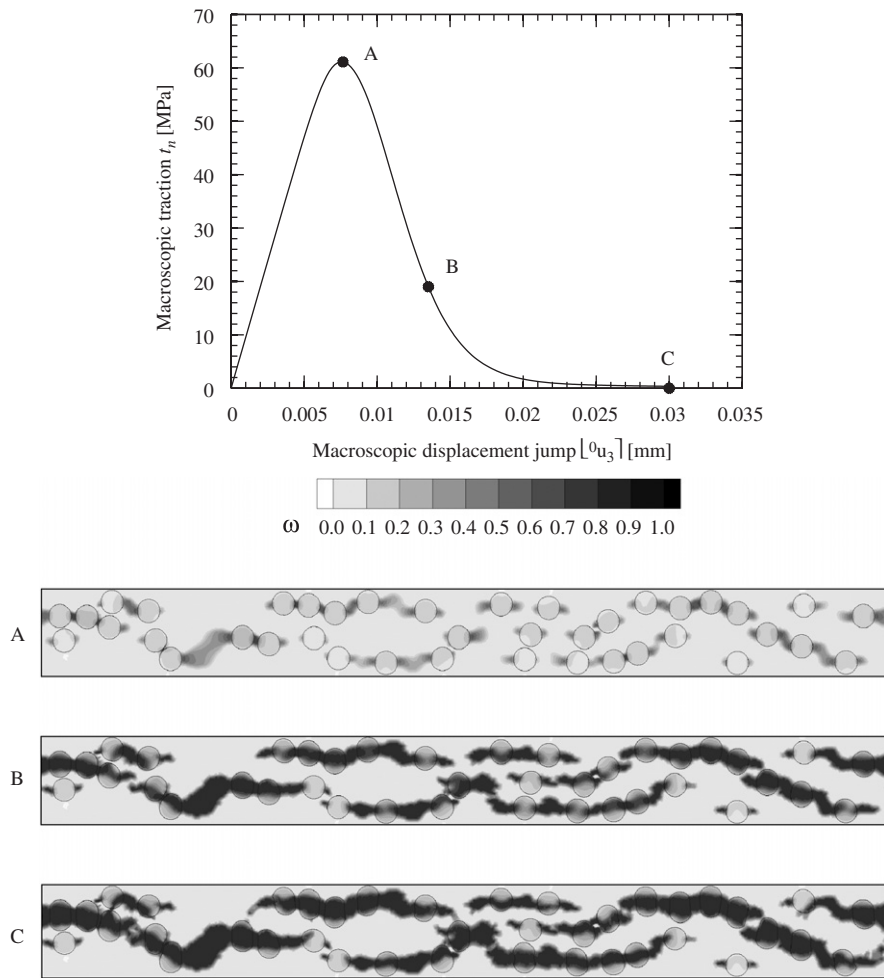 70
60
50
40
30
20
10
0
Macroscopic traction tn [MPa]
A
B
C
0 0.005 0.01 0.015 0.02 0.025 0.03 0.035
Macroscopic displacement jump ⌊⁰u₃⌉ [mm]
ω 0.0 0.1 0.2 0.3 0.4 0.5 0.6 0.7 0.8 0.9 1.0
A
B
C